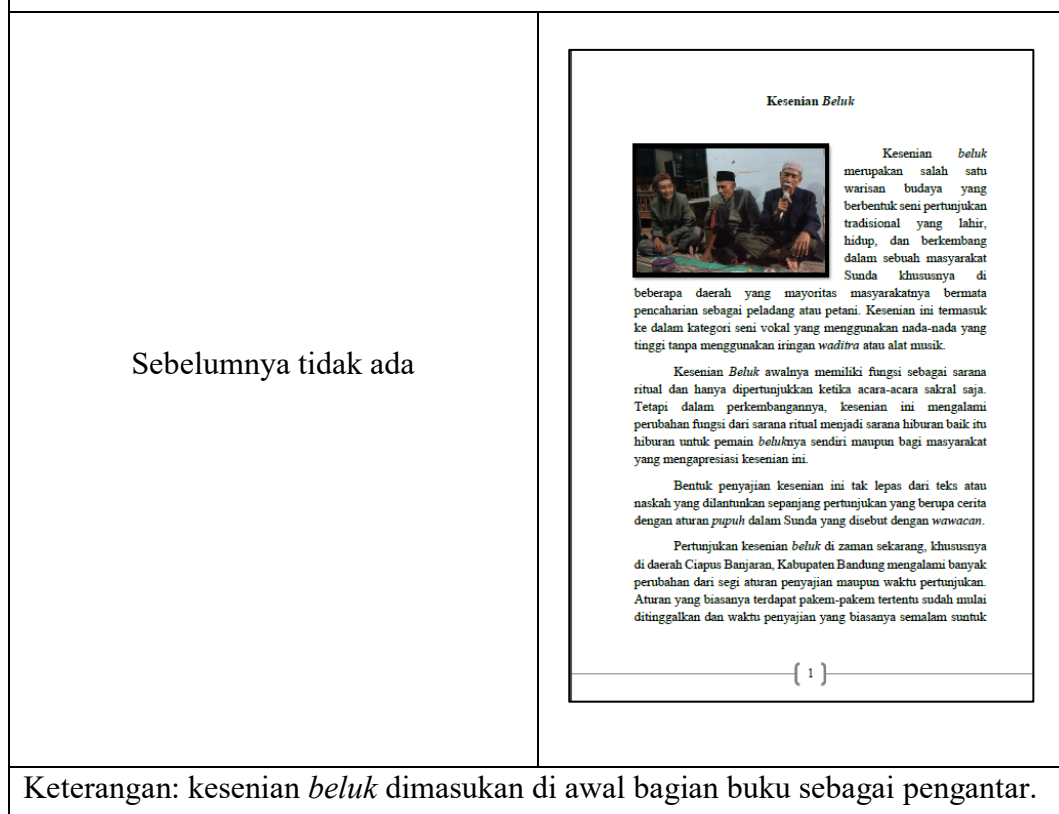 Sebelumnya tidak ada
Kesenian Beluk
Kesenian beluk
merupakan salah satu
warisan budaya yang
berbentuk seni pertunjukan
tradisional yang lahir,
hidup, dan berkembang
dalam sebuah masyarakat
Sunda khususnya di
beberapa daerah yang mayoritas masyarakatnya bermata
pencaharian sebagai peladang atau petani. Kesenian ini termasuk
ke dalam kategori seni vokal yang menggunakan nada-nada yang
tinggi tanpa menggunakan iringan waditra atau alat musik.
Kesenian Beluk awalnya memiliki fungsi sebagai sarana
ritual dan hanya dipertunjukkan ketika acara-acara sakral saja.
Tetapi dalam perkembangannya, kesenian ini mengalami
perubahan fungsi dari sarana ritual menjadi sarana hiburan baik itu
hiburan untuk pemain beluknya sendiri maupun bagi masyarakat
yang mengapresiasi kesenian ini.
Bentuk penyajian kesenian ini tak lepas dari teks atau
naskah yang dilantunkan sepanjang pertunjukan yang berupa cerita
dengan aturan pupuh dalam Sunda yang disebut dengan wawacan.
Pertunjukan kesenian beluk di zaman sekarang, khususnya
di daerah Ciapus Banjaran, Kabupaten Bandung mengalami banyak
perubahan dari segi aturan penyajian maupun waktu pertunjukan.
Aturan yang biasanya terdapat pakem-pakem tertentu sudah mulai
ditinggalkan dan waktu penyajian yang biasanya semalam suntuk
1
Keterangan: kesenian beluk dimasukan di awal bagian buku sebagai pengantar.